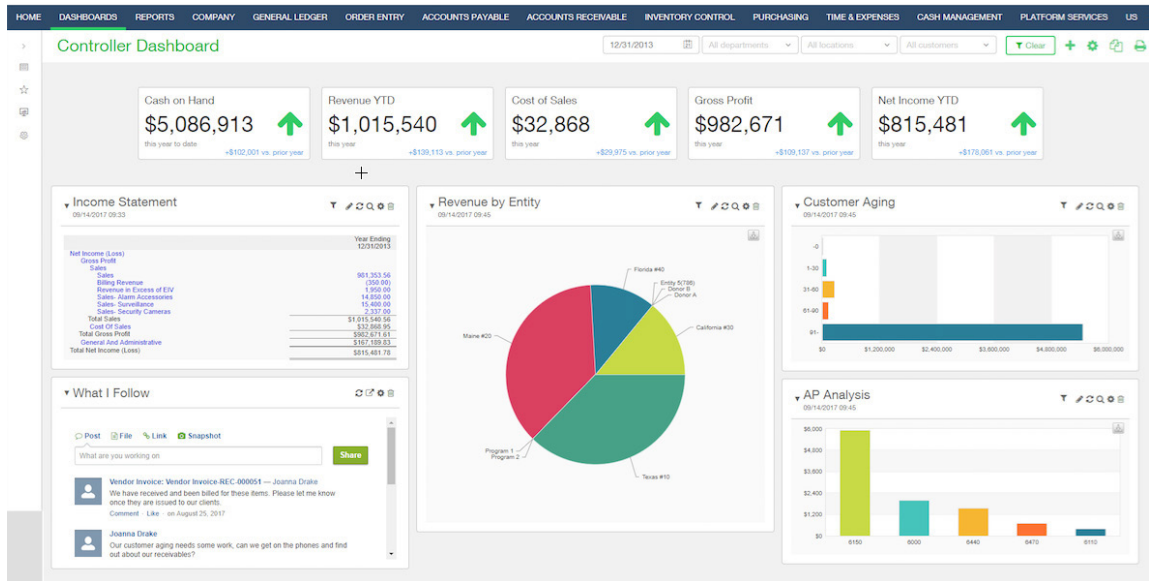 HOME DASHBOARDS REPORTS COMPANY GENERAL LEDGER ORDER ENTRY ACCOUNTS PAYABLE ACCOUNTS RECEIVABLE INVENTORY CONTROL PURCHASING TIME & EXPENSES CASH MANAGEMENT PLATFORM SERVICES US
Controller Dashboard
12/31/2013 All departments All locations All customers Clear
Cash on Hand
$5,086,913
this year to date
+$102,001 vs. prior year
Revenue YTD
$1,015,540
this year
+$139,113 vs. prior year
Cost of Sales
$32,868
this year
+$29,975 vs. prior year
Gross Profit
$982,671
this year
+$109,137 vs. prior year
Net Income YTD
$815,481
this year
+$178,061 vs. prior year
Income Statement
09/14/2017 09:33
Year Ending
12/31/2013
Net Income (Loss)
Gross Profit
Sales
Sales 981,353.56
Billing Revenue (350.00)
Revenue in Excess of EIV 1,950.00
Sales- Alarm Accessories 14,850.00
Sales- Surveillance 15,400.00
Sales- Security Cameras 2,337.00
Total Sales $1,015,540.56
Cost Of Sales $32,868.95
Total Gross Profit $982,671.61
General And Administrative $167,189.83
Total Net Income (Loss) $815,481.78
What I Follow
Post File Link Snapshot
What are you working on Share
Vendor Invoice: Vendor Invoice-REC-000051 — Joanna Drake
We have received and been billed for these items. Please let me know
once they are issued to our clients.
Comment · Like · on August 25, 2017
Joanna Drake
Our customer aging needs some work, can we get on the phones and find
out about our receivables?
Revenue by Entity
09/14/2017 09:45
Florida #40
Entity 5(788)
Donor B
Donor A
California #30
Maine #20
Program 1
Program 2
Texas #10
Customer Aging
09/14/2017 09:45
-0
1-30
31-60
61-90
91-
$0 $1,200,000 $2,400,000 $3,600,000 $4,800,000 $6,000,000
AP Analysis
09/14/2017 09:45
$6,000
$4,800
$3,600
$2,400
$1,200
$0
6150 6000 6440 6470 6110